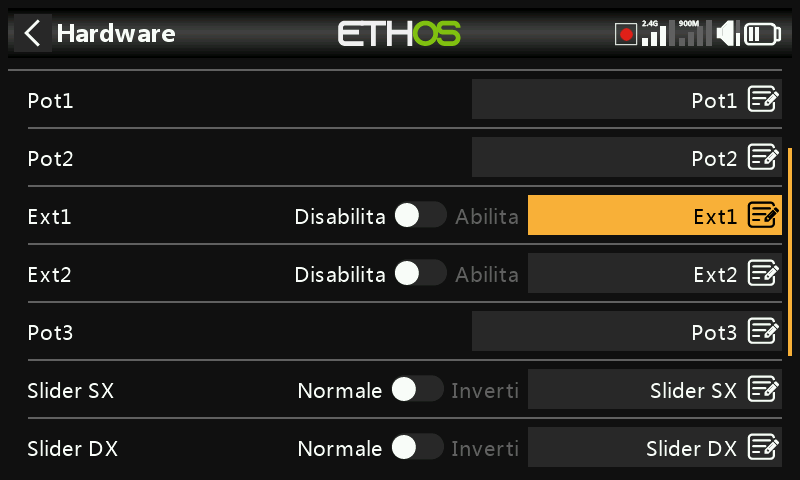 Hardware ETHOS 2.4G 900M
Pot1 Pot1
Pot2 Pot2
Ext1 Disabilita Abilita Ext1
Ext2 Disabilita Abilita Ext2
Pot3 Pot3
Slider SX Normale Inverti Slider SX
Slider DX Normale Inverti Slider DX